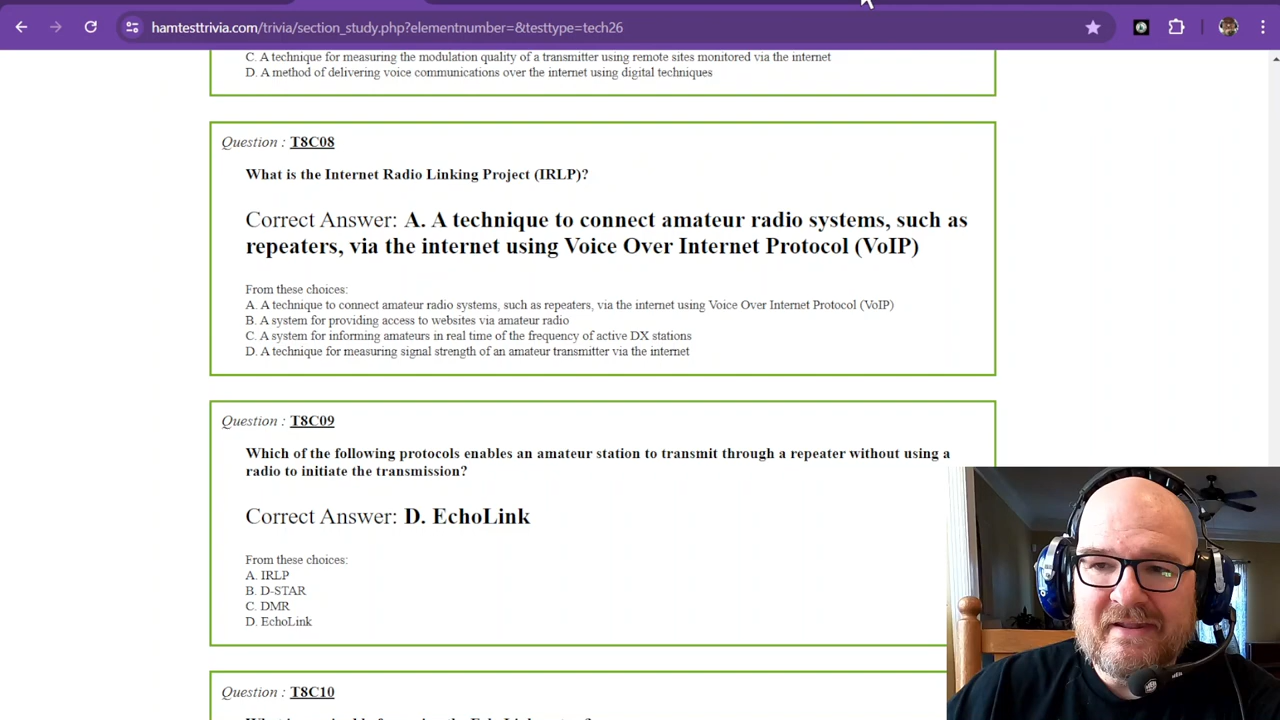 hamtesttrivia.com/trivia/section_study.php?elementnumber=&testtype=tech26
C. A technique for measuring the modulation quality of a transmitter using remote sites monitored via the internet
D. A method of delivering voice communications over the internet using digital techniques
Question : T8C08
What is the Internet Radio Linking Project (IRLP)?
Correct Answer: A. A technique to connect amateur radio systems, such as
repeaters, via the internet using Voice Over Internet Protocol (VoIP)
From these choices:
A. A technique to connect amateur radio systems, such as repeaters, via the internet using Voice Over Internet Protocol (VoIP)
B. A system for providing access to websites via amateur radio
C. A system for informing amateurs in real time of the frequency of active DX stations
D. A technique for measuring signal strength of an amateur transmitter via the internet
Question : T8C09
Which of the following protocols enables an amateur station to transmit through a repeater without using a
radio to initiate the transmission?
Correct Answer: D. EchoLink
From these choices:
A. IRLP
B. D-STAR
C. DMR
D. EchoLink
Question : T8C10